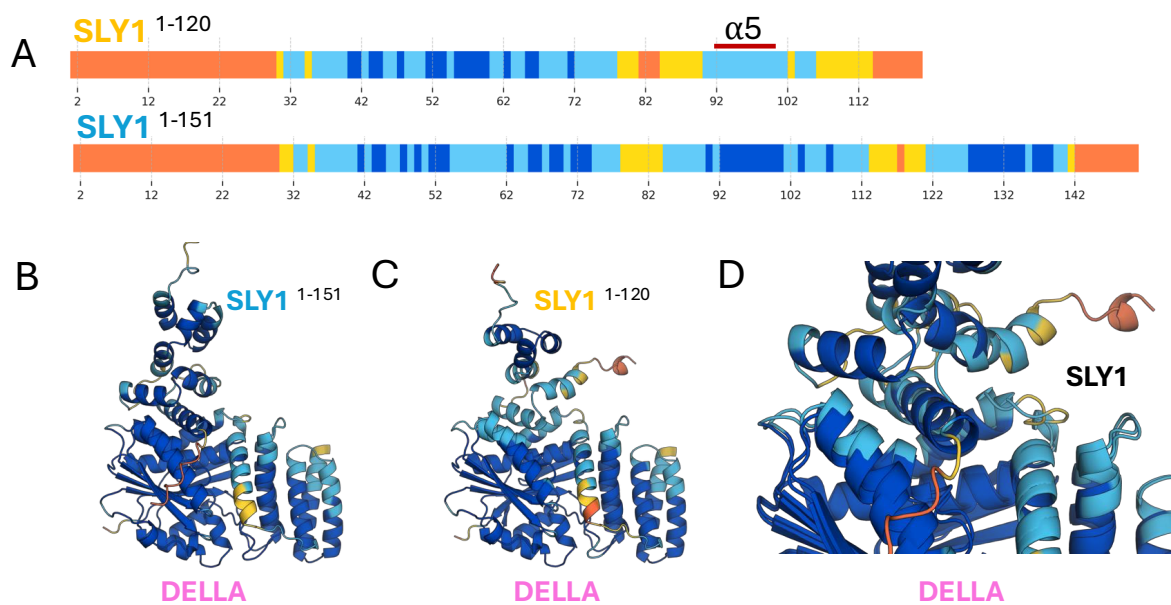 A
SLY1 1-120
α5
2 12 22 32 42 52 62 72 82 92 102 112
SLY1 1-151
2 12 22 32 42 52 62 72 82 92 102 112 122 132 142
B
SLY1 1-151
DELLA
C
SLY1 1-120
DELLA
D
SLY1
DELLA